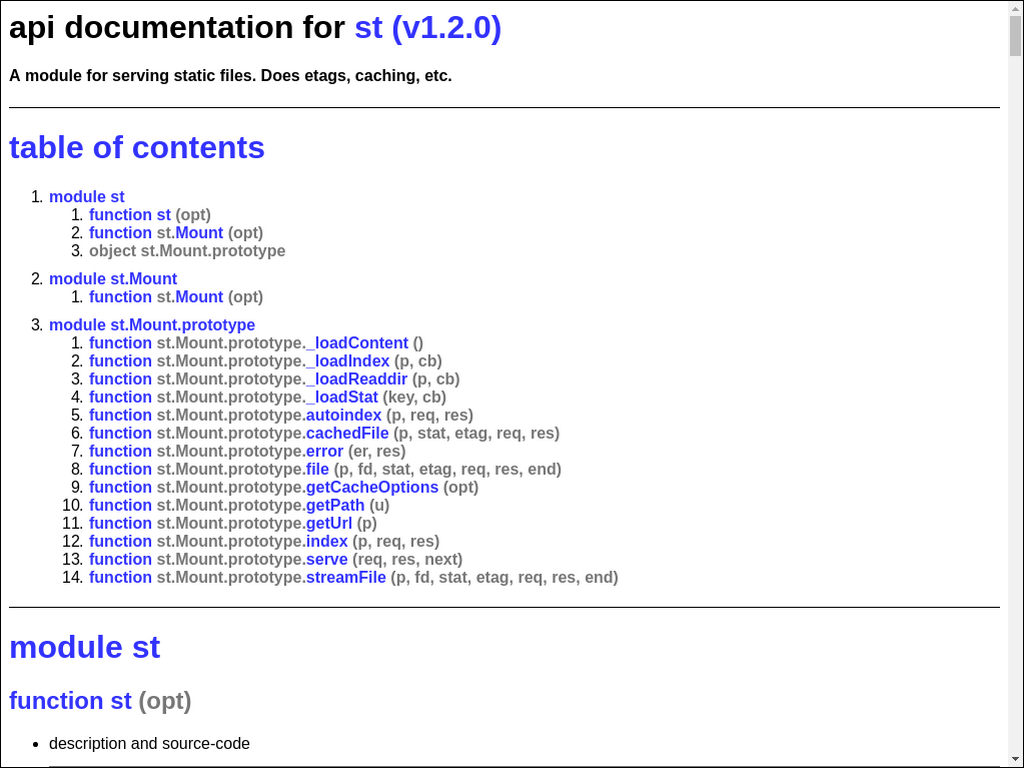 api documentation for st (v1.2.0)
A module for serving static files. Does etags, caching, etc.
table of contents
1. module st
1. function st (opt)
2. function st.Mount (opt)
3. object st.Mount.prototype
2. module st.Mount
1. function st.Mount (opt)
3. module st.Mount.prototype
1. function st.Mount.prototype._loadContent ()
2. function st.Mount.prototype._loadIndex (p, cb)
3. function st.Mount.prototype._loadReaddir (p, cb)
4. function st.Mount.prototype._loadStat (key, cb)
5. function st.Mount.prototype.autoindex (p, req, res)
6. function st.Mount.prototype.cachedFile (p, stat, etag, req, res)
7. function st.Mount.prototype.error (er, res)
8. function st.Mount.prototype.file (p, fd, stat, etag, req, res, end)
9. function st.Mount.prototype.getCacheOptions (opt)
10. function st.Mount.prototype.getPath (u)
11. function st.Mount.prototype.getUrl (p)
12. function st.Mount.prototype.index (p, req, res)
13. function st.Mount.prototype.serve (req, res, next)
14. function st.Mount.prototype.streamFile (p, fd, stat, etag, req, res, end)
module st
function st (opt)
• description and source-code